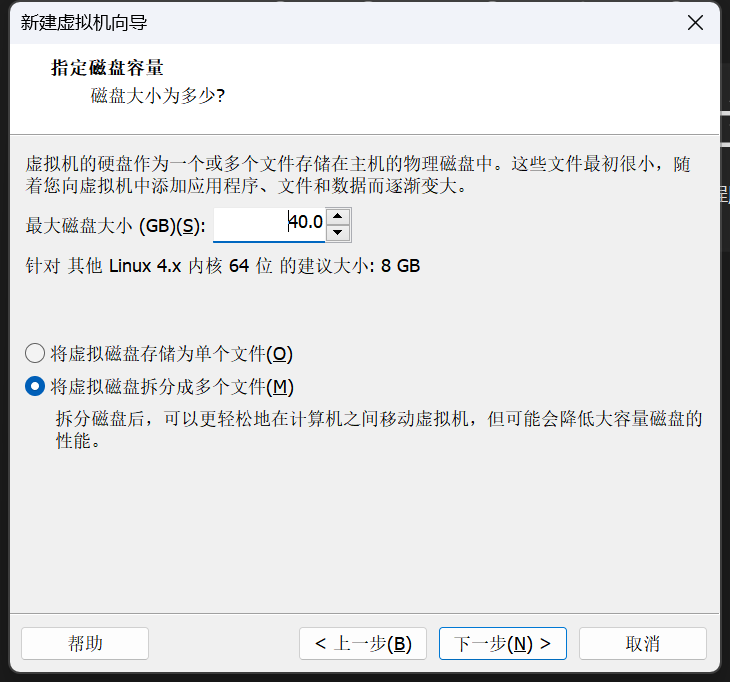 新建虚拟机向导
指定磁盘容量
磁盘大小为多少?
虚拟机的硬盘作为一个或多个文件存储在主机的物理磁盘中。这些文件最初很小，随
着您向虚拟机中添加应用程序、文件和数据而逐渐变大。
最大磁盘大小 (GB)(S): 40.0
针对 其他 Linux 4.x 内核 64 位 的建议大小: 8 GB
将虚拟磁盘存储为单个文件(O)
将虚拟磁盘拆分成多个文件(M)
拆分磁盘后，可以更轻松地在计算机之间移动虚拟机，但可能会降低大容量磁盘的
性能。
帮助 < 上一步(B) 下一步(N) > 取消